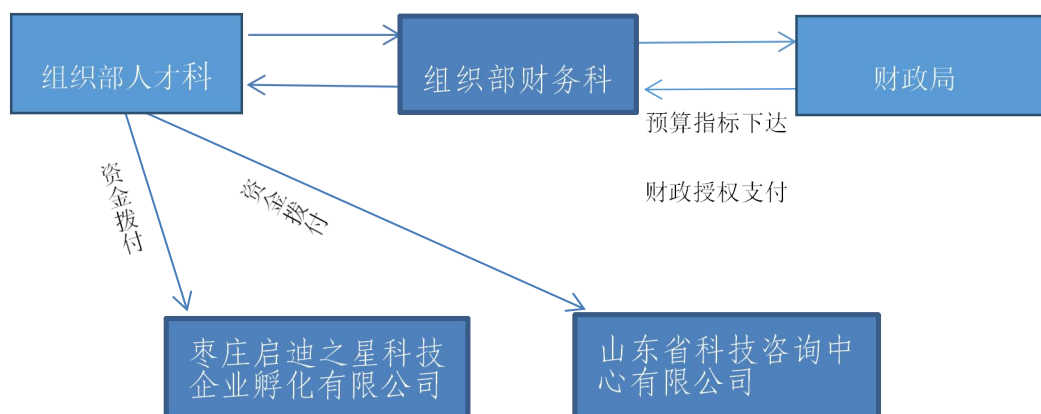 组织部人才科
组织部财务科
财政局
预算指标下达
财政授权支付
资金拨付
资金拨付
枣庄启迪之星科技
企业孵化有限公司
山东省科技咨询中
心有限公司